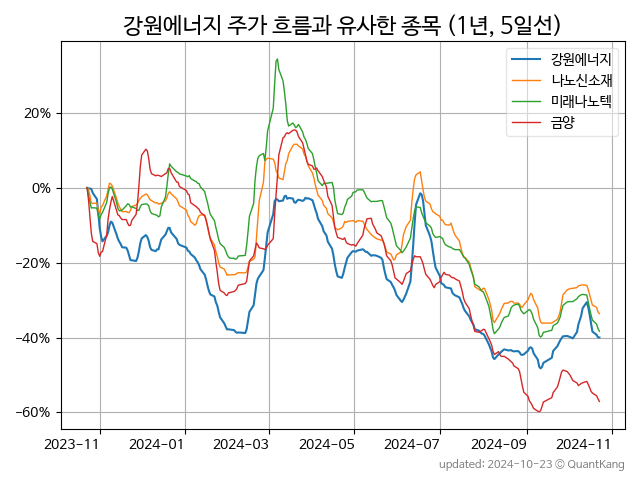 강원에너지 주가 흐름과 유사한 종목 (1년, 5일선)
강원에너지
나노신소재
미래나노텍
금양
20%
0%
−20%
−40%
−60%
2023-11
2024-01
2024-03
2024-05
2024-07
2024-09
2024-11
updated: 2024-10-23 © QuantKang